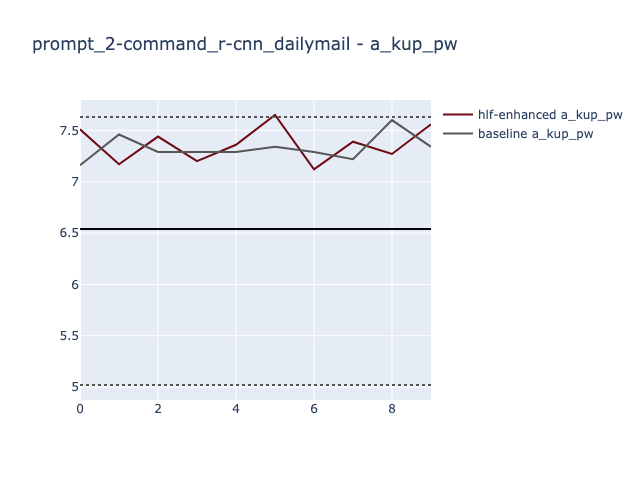 prompt_2-command_r-cnn_dailymail - a_kup_pw
hlf-enhanced a_kup_pw
baseline a_kup_pw
7.5
7
6.5
6
5.5
5
0 2 4 6 8